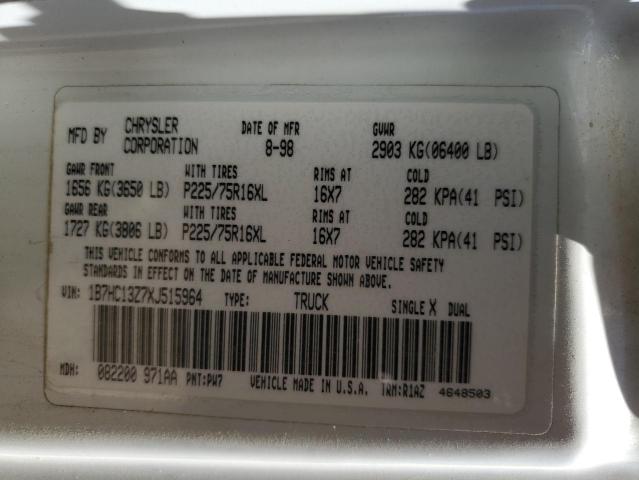 MFD BY CHRYSLER CORPORATION DATE OF MFR 8-98 GVWR 2903 KG(06400 LB)
GAWR FRONT WITH TIRES RIMS AT COLD
1656 KG(3650 LB) P225/75R16XL 16X7 282 KPA(41 PSI)
GAWR REAR WITH TIRES RIMS AT COLD
1727 KG(3806 LB) P225/75R16XL 16X7 282 KPA(41 PSI)
THIS VEHICLE CONFORMS TO ALL APPLICABLE FEDERAL MOTOR VEHICLE SAFETY
STANDARDS IN EFFECT ON THE DATE OF MANUFACTURE SHOWN ABOVE.
VIN: 1B7HC13Z7XJ515964 TYPE: TRUCK SINGLE X DUAL
MDH: 082200 971AA PNT:PW7 VEHICLE MADE IN U.S.A. TRM:R1AZ 4648503